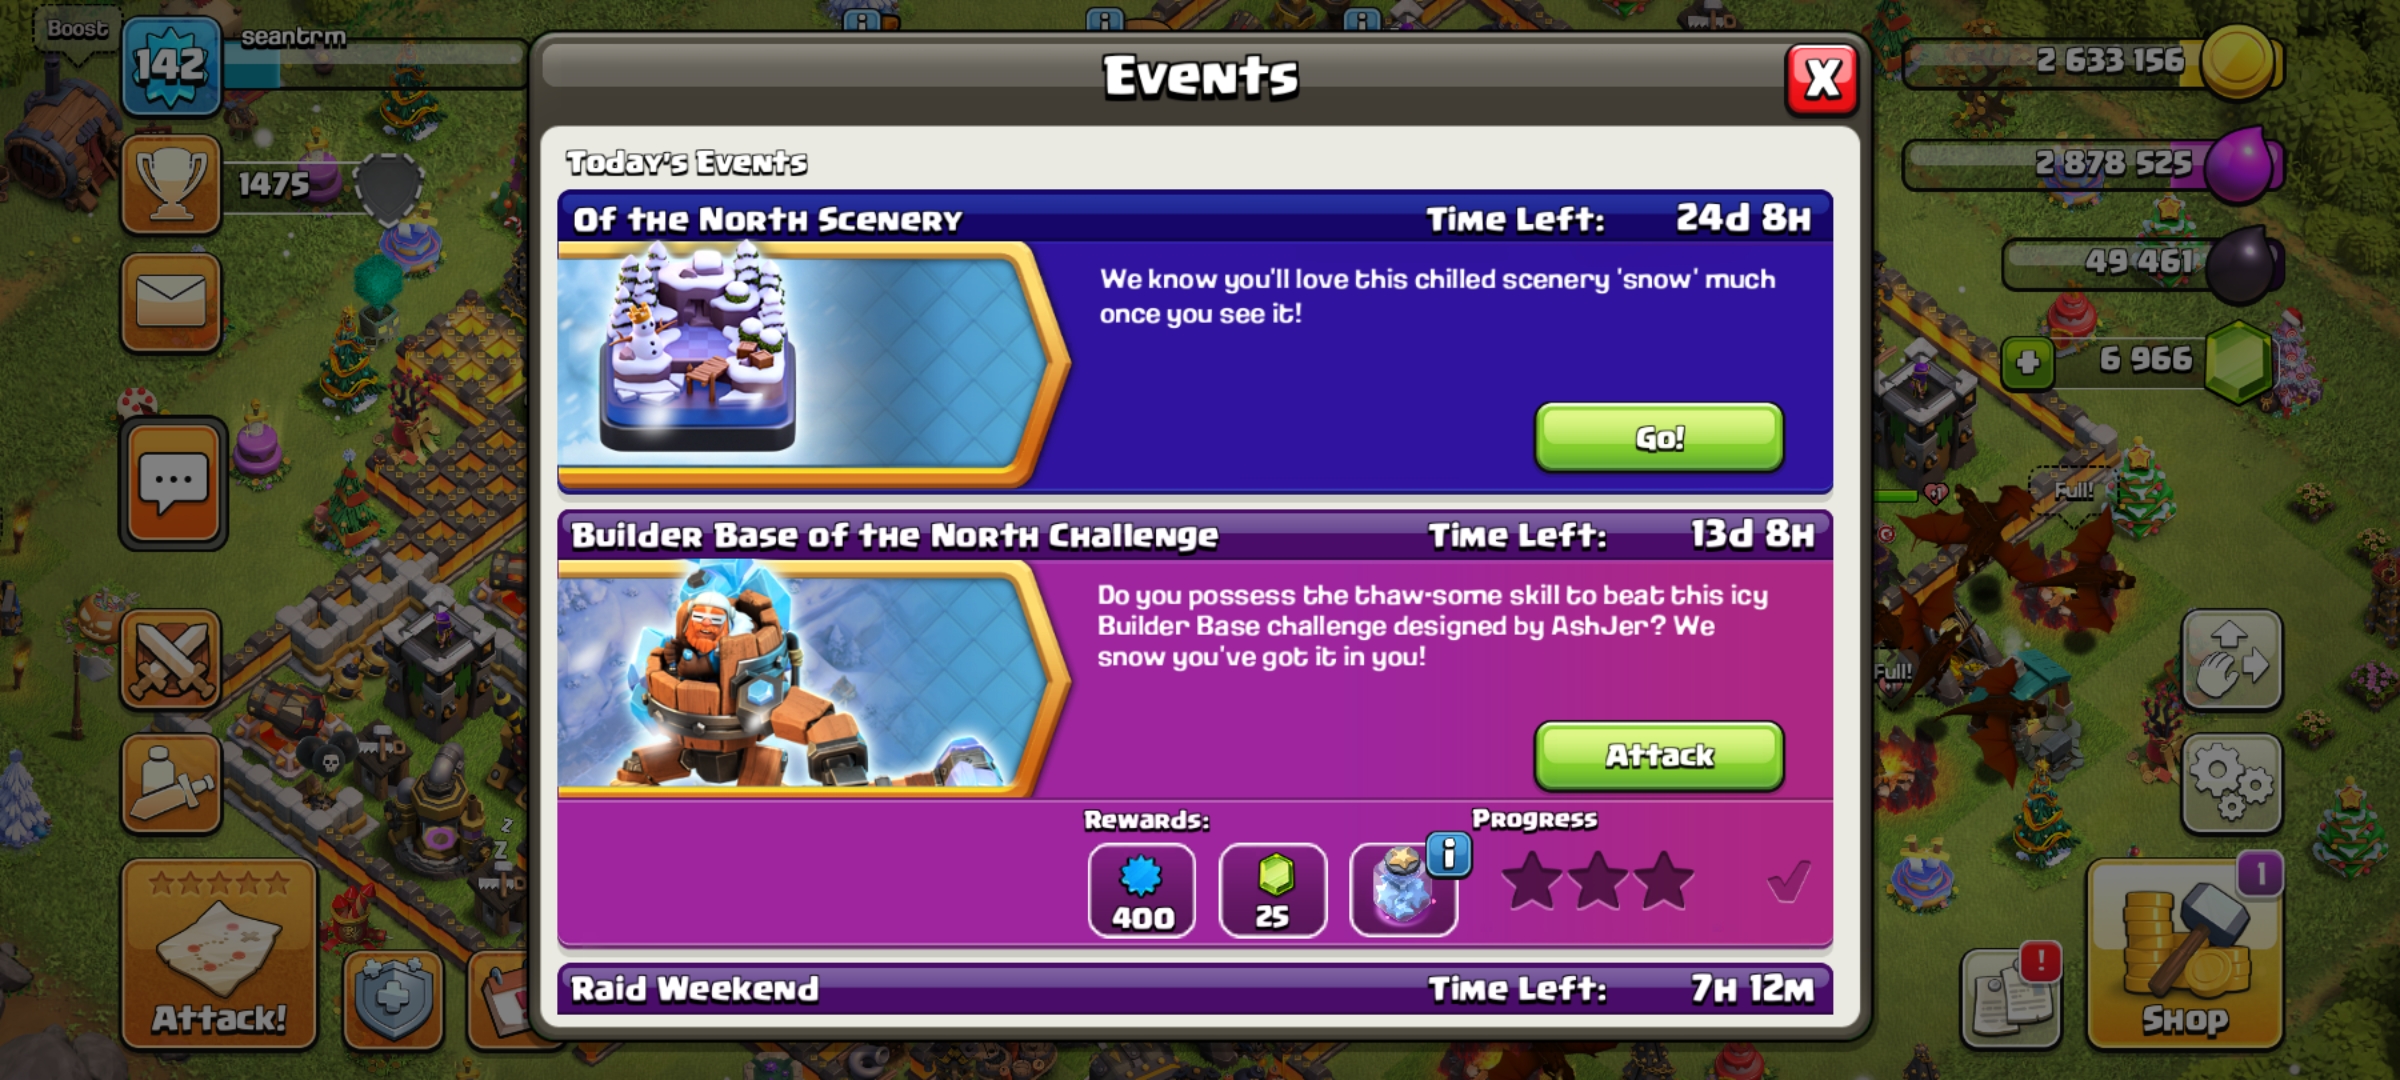 Boost
142
seantrm
1475
Events
X
2 633 156
2 878 525
49 461
6 966
Today's Events
Of the North Scenery
Time Left: 24d 8h
We know you'll love this chilled scenery 'snow' much
once you see it!
Go!
Full!
Builder Base of the North Challenge
Time Left: 13d 8h
Do you possess the thaw-some skill to beat this icy
Builder Base challenge designed by AshJer? We
snow you've got it in you!
Full!
Attack
Rewards:
Progress
400
25
i
z
Z
1
!
Raid Weekend
Time Left: 7h 12m
Attack!
Shop